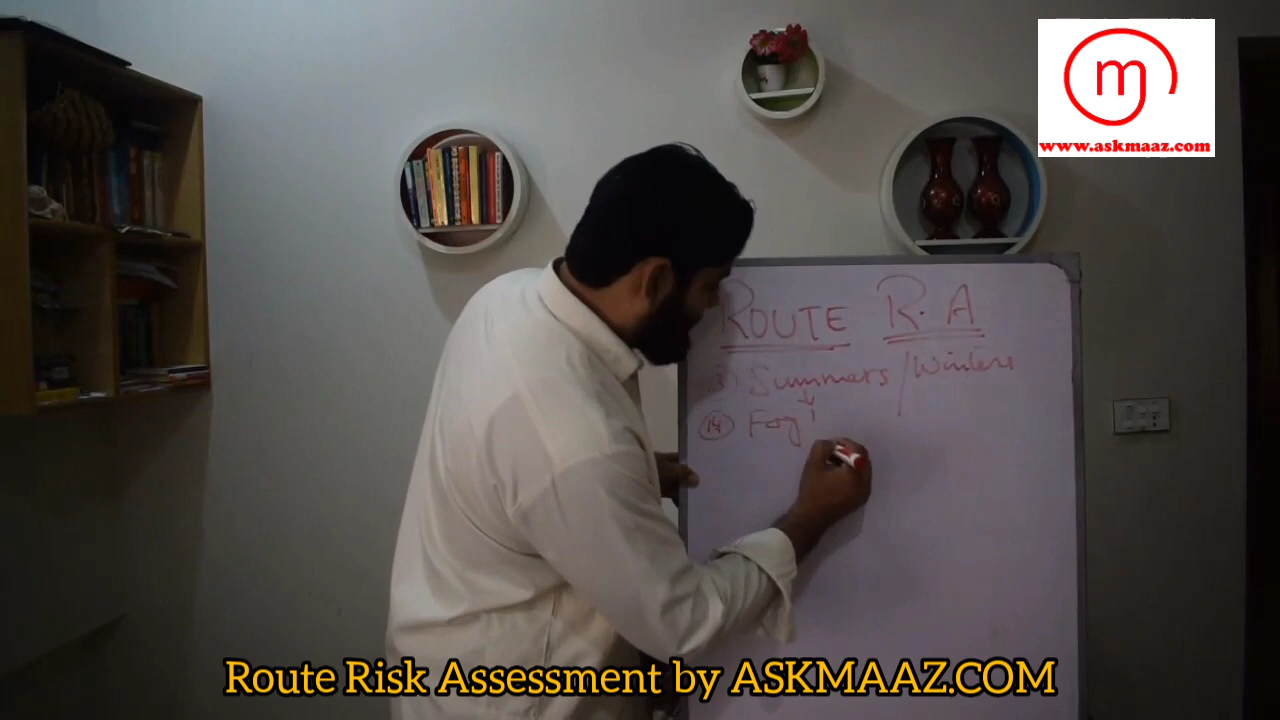 m
www.askmaaz.com
ROUTE R.A
3) Summers / Winters
14 Fog
Route Risk Assessment by ASKMAAZ.COM